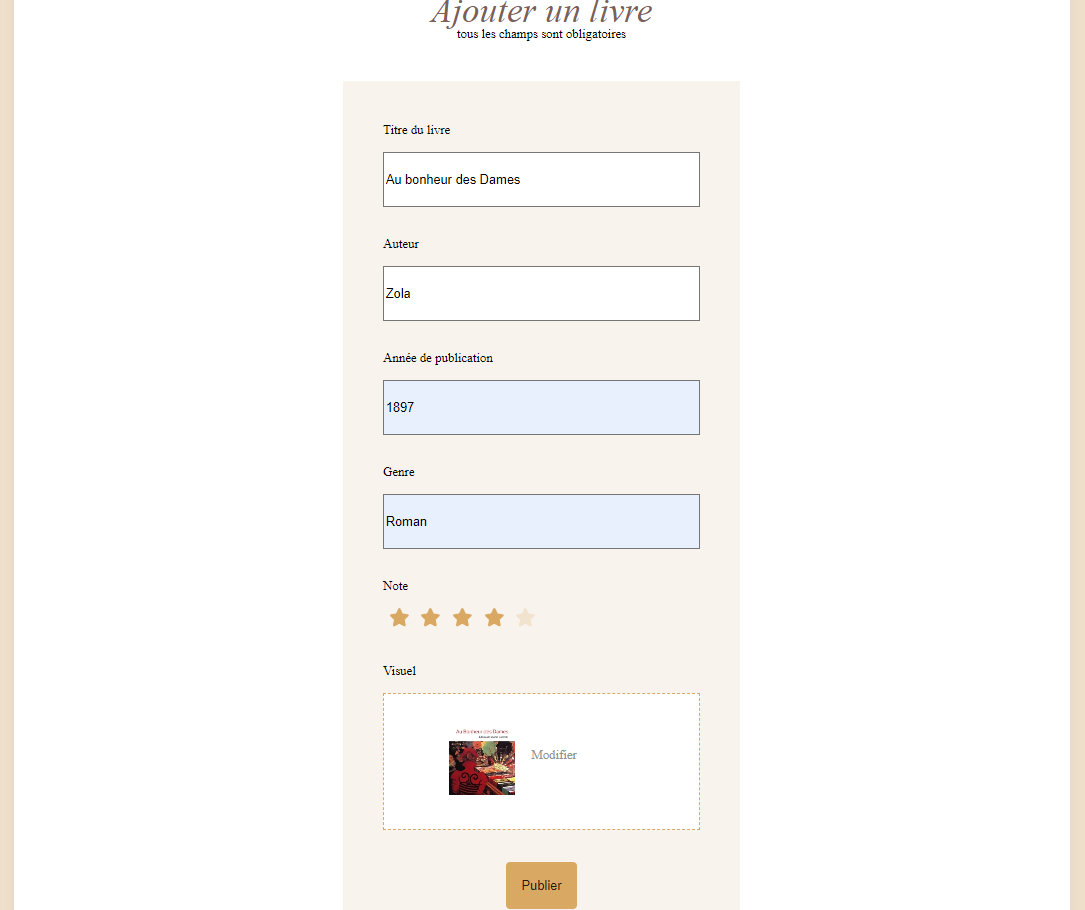 Ajouter un livre
tous les champs sont obligatoires
Titre du livre
Au bonheur des Dames
Auteur
Zola
Année de publication
1897
Genre
Roman
Note
Visuel
Au Bonheur des Dames
Modifier
Publier